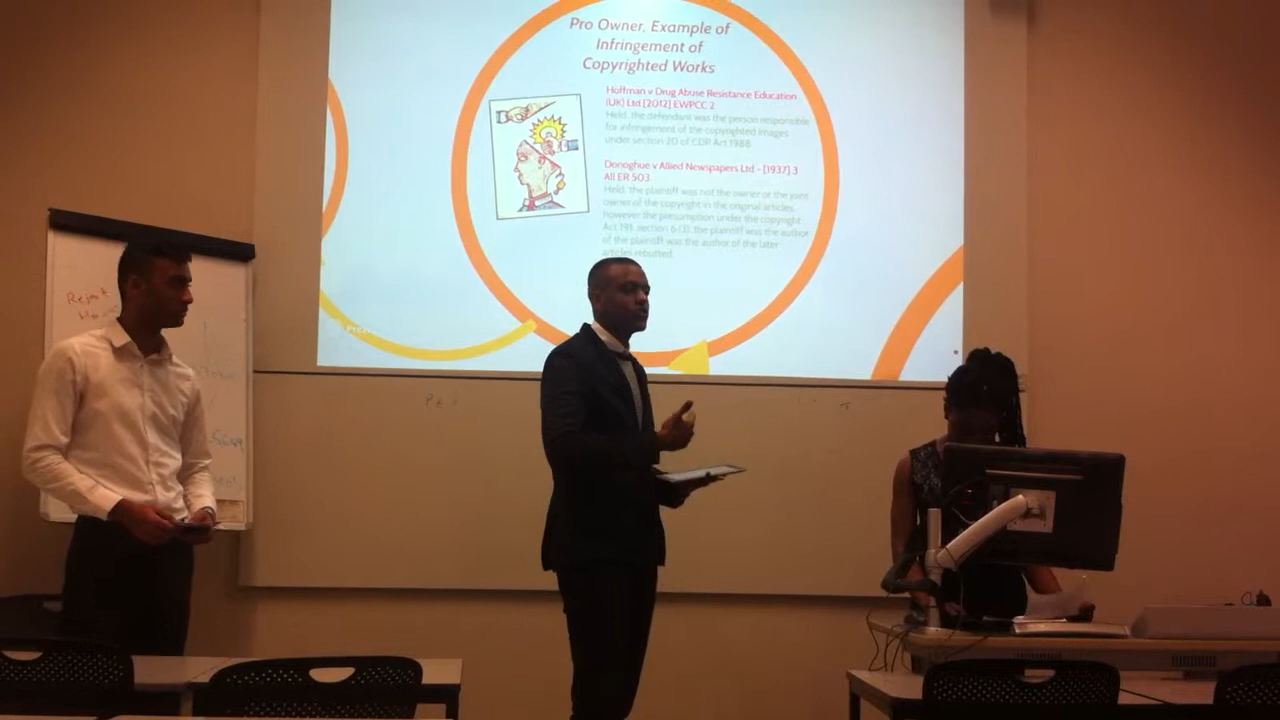 Pro Owner, Example of
Infringement of
Copyrighted Works
Hoffman v Drug Abuse Resistance Education
(UK) Ltd [2012] EWPCC 2
Held, the defendant was the person responsible
for infringement of the copyrighted images
under section 20 of CDP Act 1988
Donoghue v Allied Newspapers Ltd - [1937] 3
All ER 503
Held, the plaintiff was not the owner or the joint
owner of the copyright in the original articles,
however the presumption under the copyright
Act 191, section 6 (3), the plaintiff was the author
of the plaintiff was the author of the later
articles rebutted.
Reject